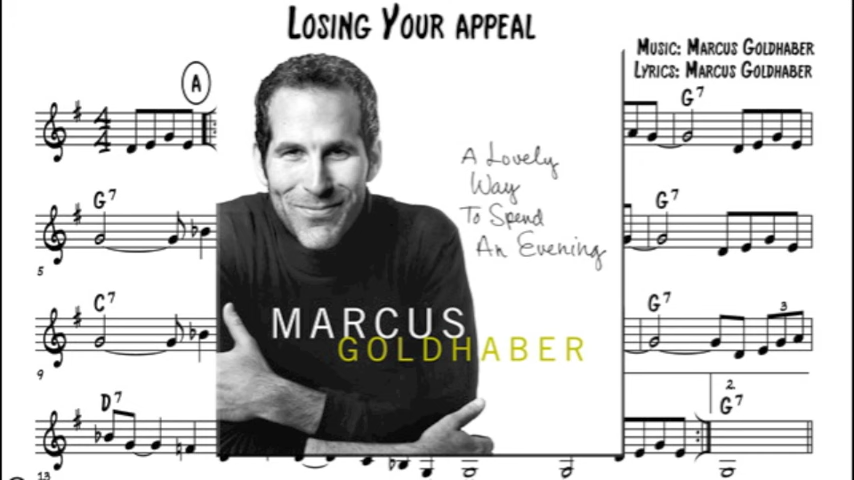 LOSING YOUR APPEAL
MUSIC: MARCUS GOLDHABER
LYRICS: MARCUS GOLDHABER
A
G7
A Lovely
Way
To Spend
An Evening
G7
G7
5
MARCUS
GOLDHABER
C7
G7
3
9
D7
2.
G7
13